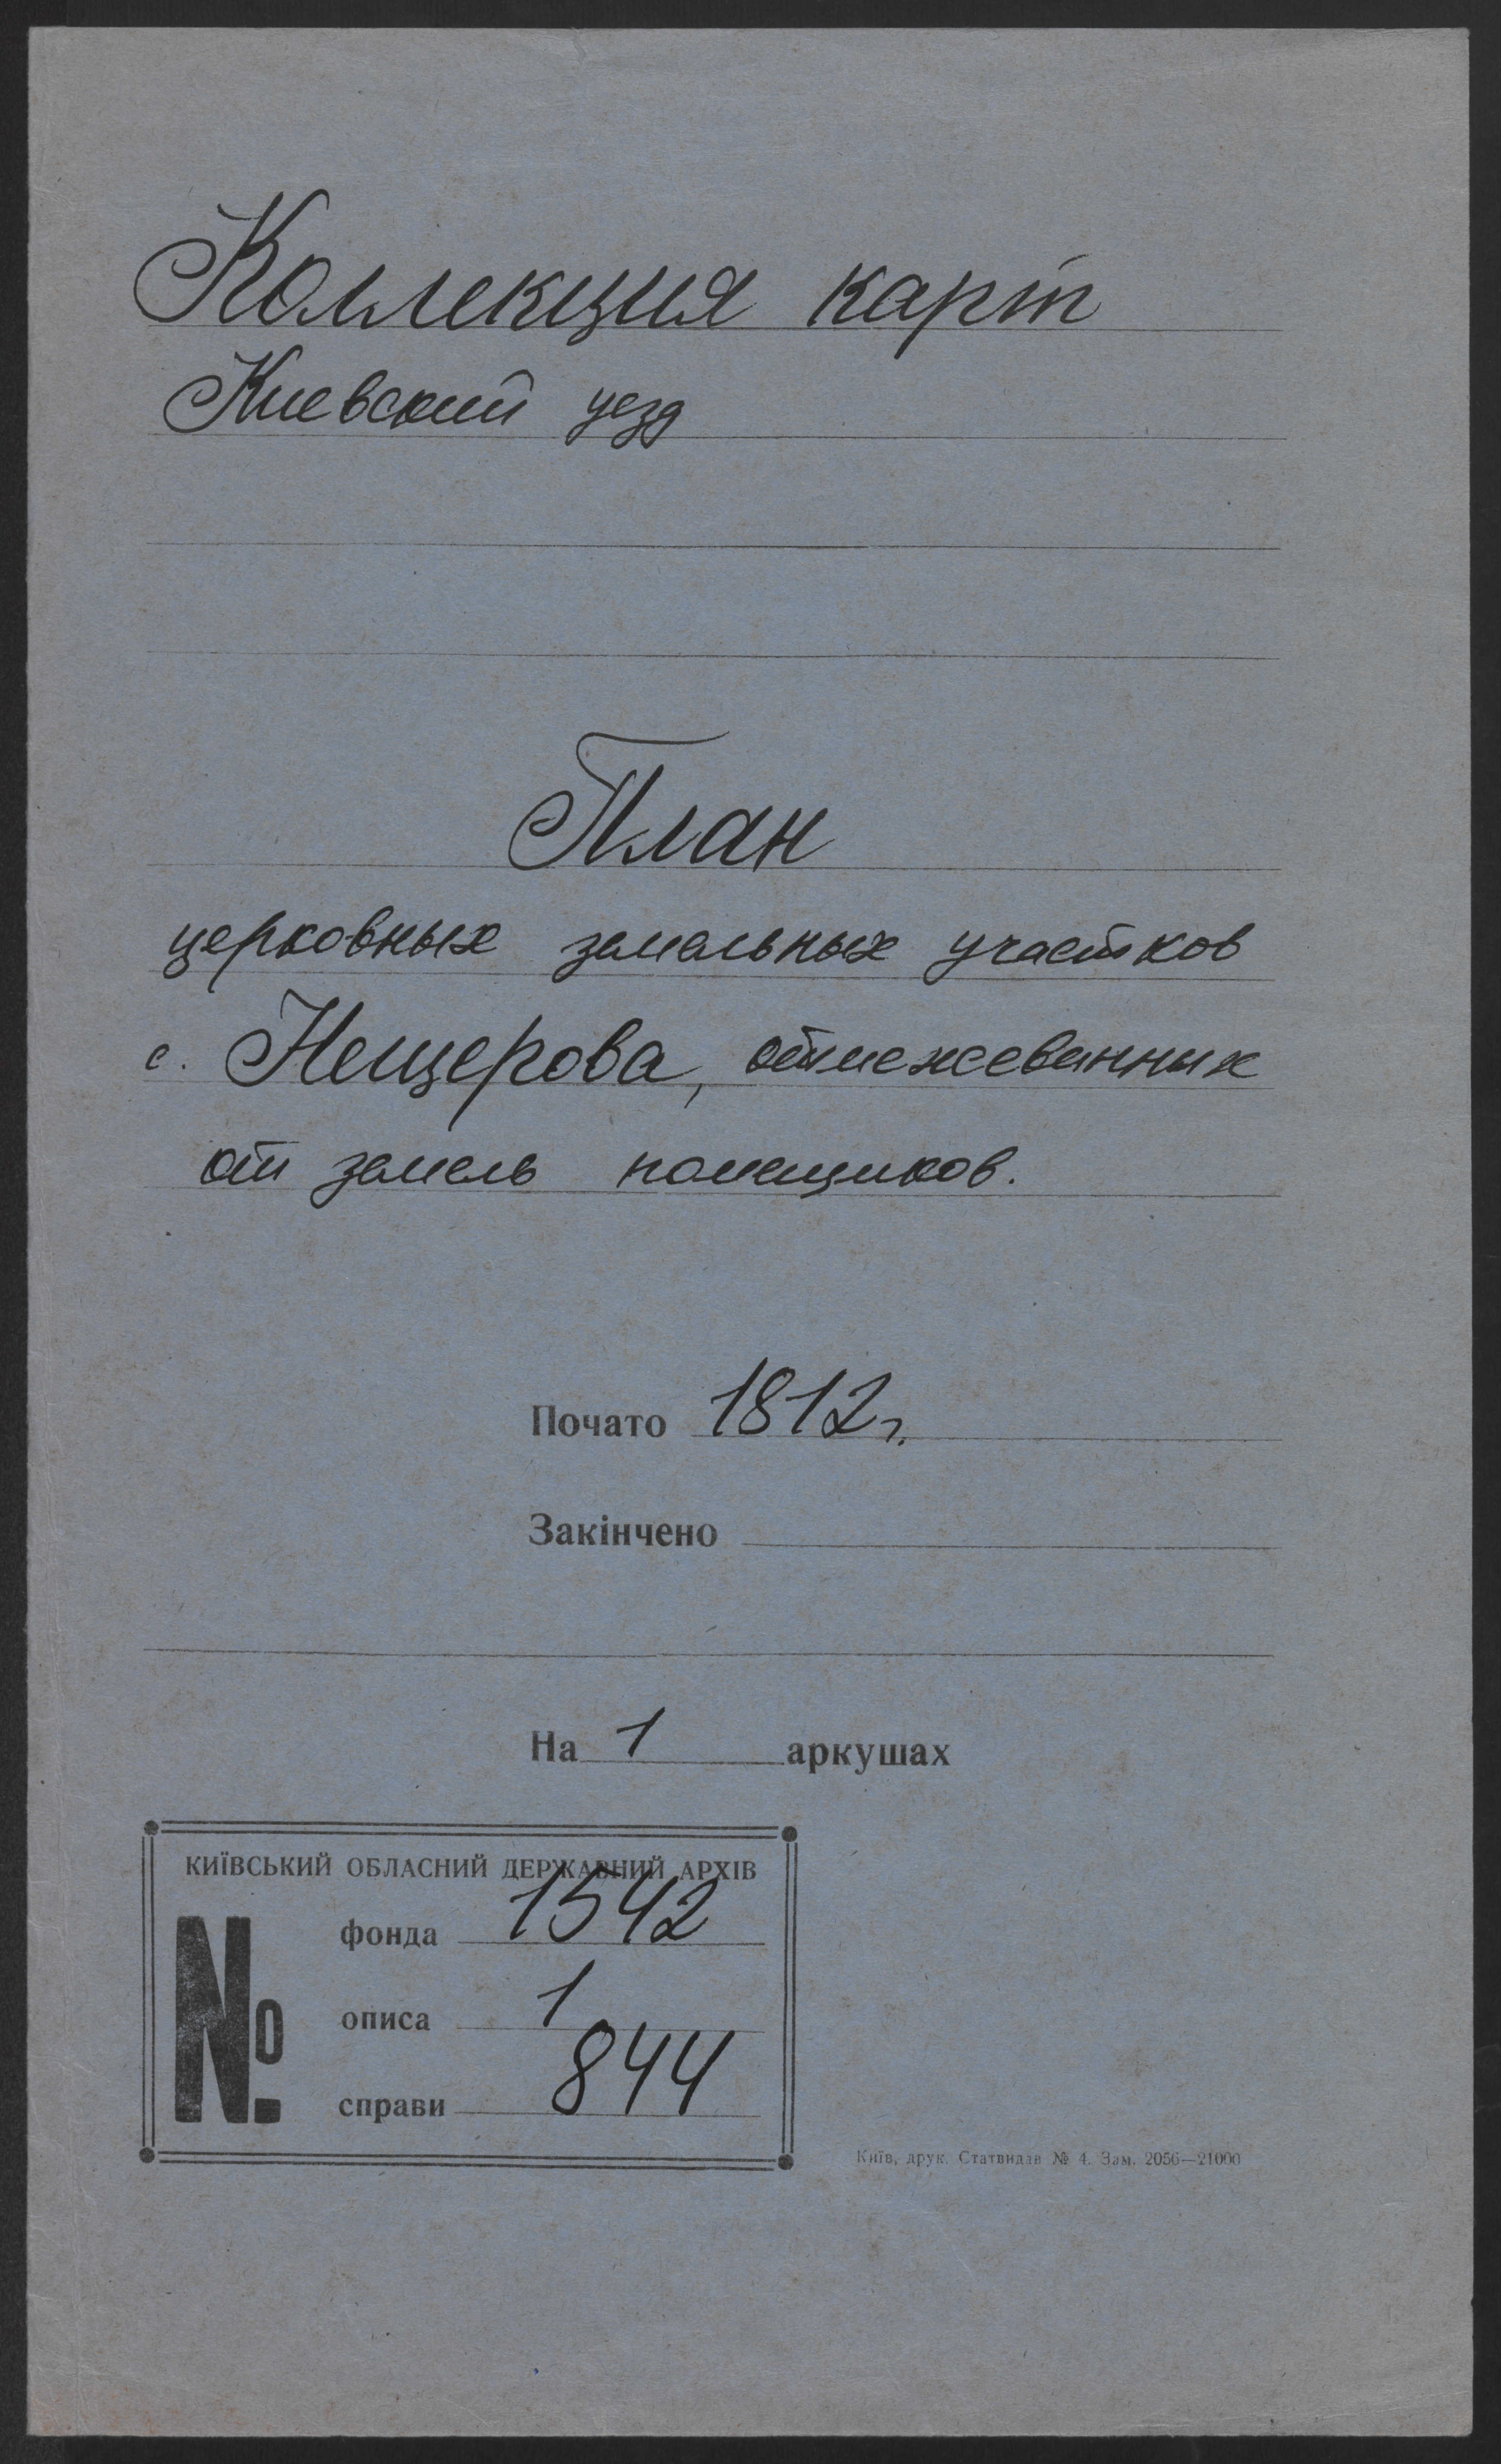 Коллекция карт
Киевский уезд
План
церковных земельных участков
с. Нещерова, отмежеванных
от земель помещиков.
Почато 1812 г.
Закінчено
На 1 аркушах
КИЇВСЬКИЙ ОБЛАСНИЙ ДЕРЖАВНИЙ АРХІВ
№
фонда 1542
описа 1
справи 844
Київ, друк. Статвидав № 4. Зам. 2056—21000